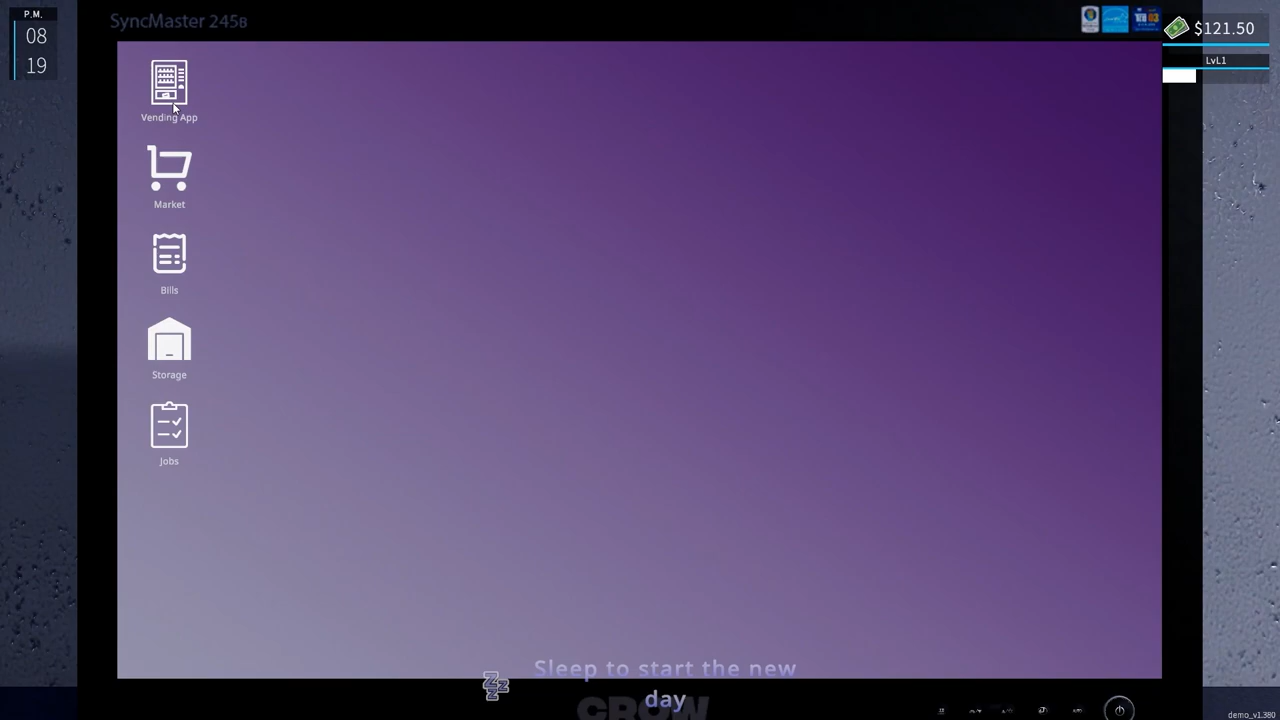 P.M.
08
19
SyncMaster 245B
$121.50
LvL1
Vending App
Market
Bills
Storage
Jobs
Sleep to start the new
day
CROW
demo_v1.380